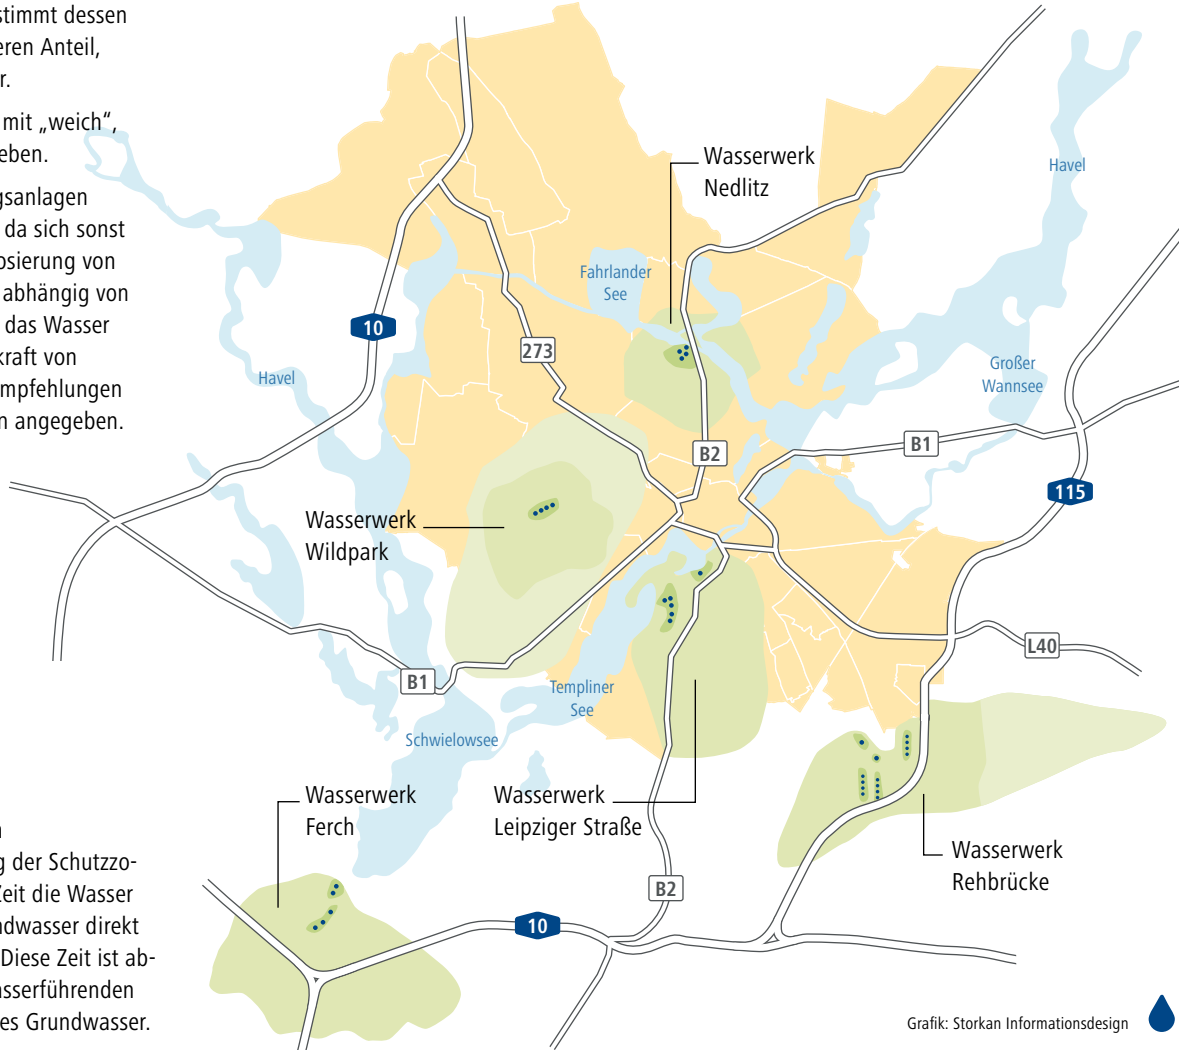 stimmt dessen
eren Anteil,
r.
mit „weich“,
eben.
gsanlagen
da sich sonst
osierung von
abhängig von
das Wasser
kraft von
mpfehlungen
n angegeben.
Wasserwerk
Nedlitz
Havel
Fahrlander
See
10
273
Havel
Großer
Wannsee
B2
B1
115
Wasserwerk
Wildpark
L40
B1
Templiner
See
Schwielowsee
Wasserwerk
Ferch
Wasserwerk
Leipziger Straße
Wasserwerk
Rehbrücke
B2
10
g der Schutzzo-
Zeit die Wasser
ndwasser direkt
Diese Zeit ist ab-
asserführenden
es Grundwasser.
Grafik: Storkan Informationsdesign